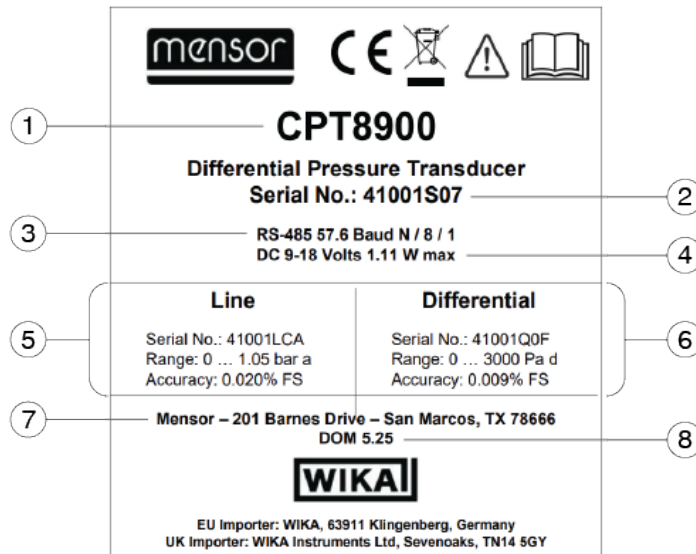 mensor CE
① CPT8900
Differential Pressure Transducer
Serial No.: 41001S07 ②
③ RS-485 57.6 Baud N / 8 / 1
DC 9-18 Volts 1.11 W max ④
Line Differential
⑤ Serial No.: 41001LCA Serial No.: 41001Q0F ⑥
Range: 0 … 1.05 bar a Range: 0 … 3000 Pa d
Accuracy: 0.020% FS Accuracy: 0.009% FS
⑦ Mensor – 201 Barnes Drive – San Marcos, TX 78666
DOM 5.25 ⑧
WIKA
EU Importer: WIKA, 63911 Klingenberg, Germany
UK Importer: WIKA Instruments Ltd, Sevenoaks, TN14 5GY